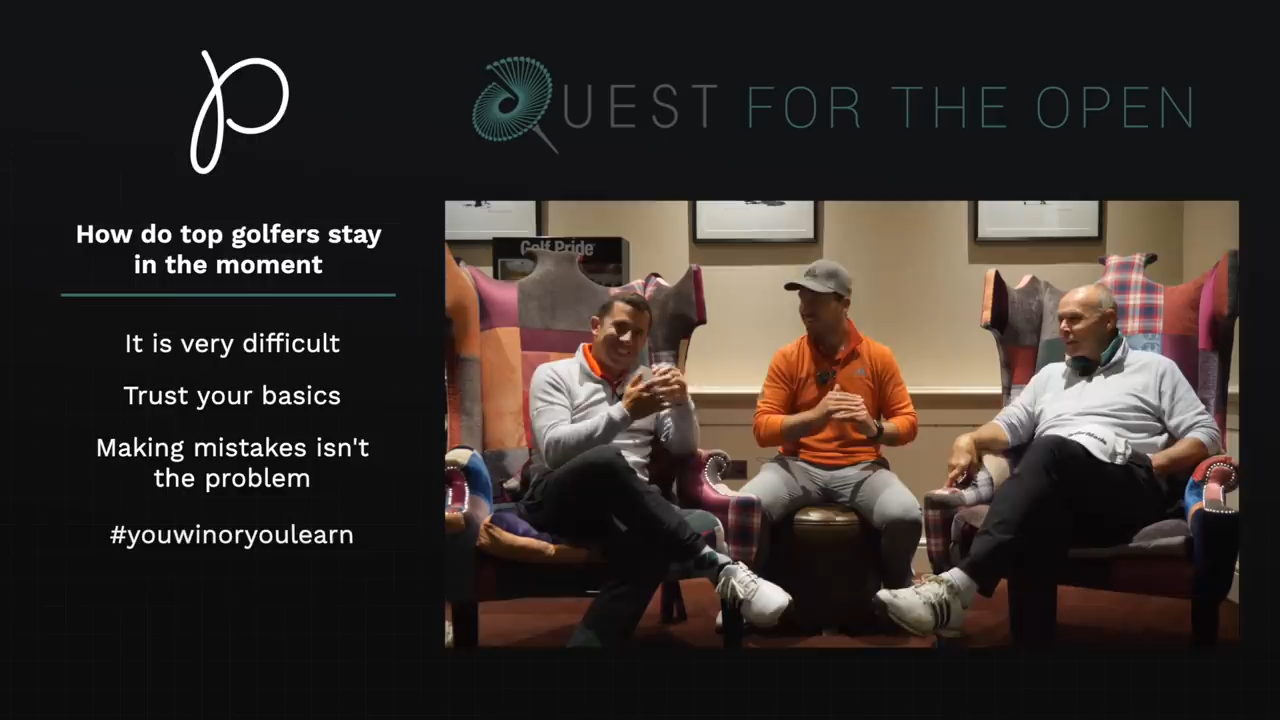 QUEST FOR THE OPEN
How do top golfers stay
in the moment
It is very difficult
Trust your basics
Making mistakes isn't
the problem
#youwinoryoulearn
Golf Pride